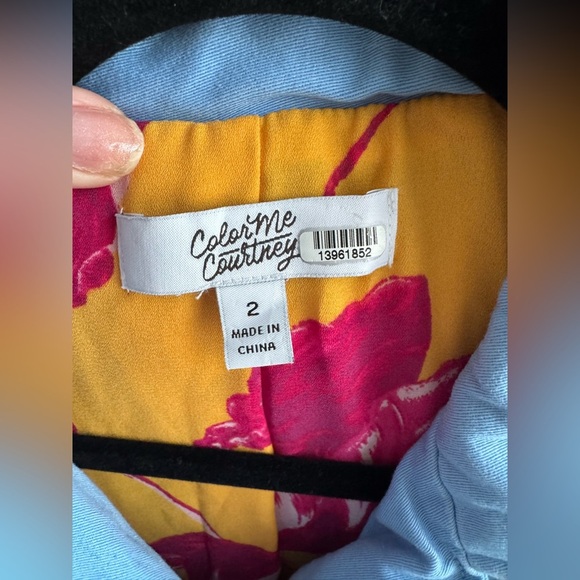 Color Me
Courtney
13961852
2
MADE IN
CHINA